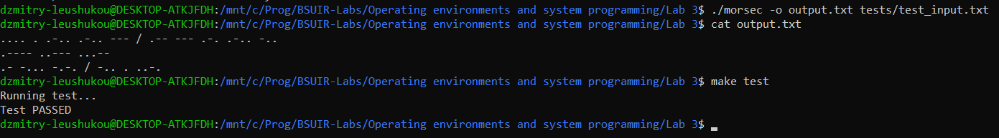 dzmitry-leushukou@DESKTOP-ATKJFDH:/mnt/c/Prog/BSUIR-Labs/Operating environments and system programming/Lab 3$ ./morsec -o output.txt tests/test_input.txt
dzmitry-leushukou@DESKTOP-ATKJFDH:/mnt/c/Prog/BSUIR-Labs/Operating environments and system programming/Lab 3$ cat output.txt
.... . .-.. .-.. --- / .-- --- .-. .-.. -..
.---- ..--- ...--
.- -... -.-. / -.. . ..-.
dzmitry-leushukou@DESKTOP-ATKJFDH:/mnt/c/Prog/BSUIR-Labs/Operating environments and system programming/Lab 3$ make test
Running test...
Test PASSED
dzmitry-leushukou@DESKTOP-ATKJFDH:/mnt/c/Prog/BSUIR-Labs/Operating environments and system programming/Lab 3$